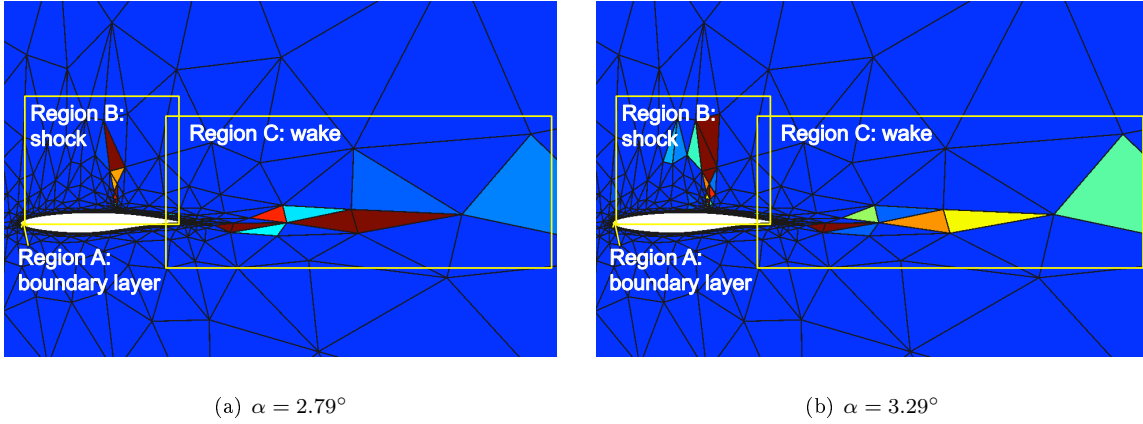 Region B:
shock
Region C: wake
Region A:
boundary layer
Region B:
shock
Region C: wake
Region A:
boundary layer
(a) α = 2.79°
(b) α = 3.29°